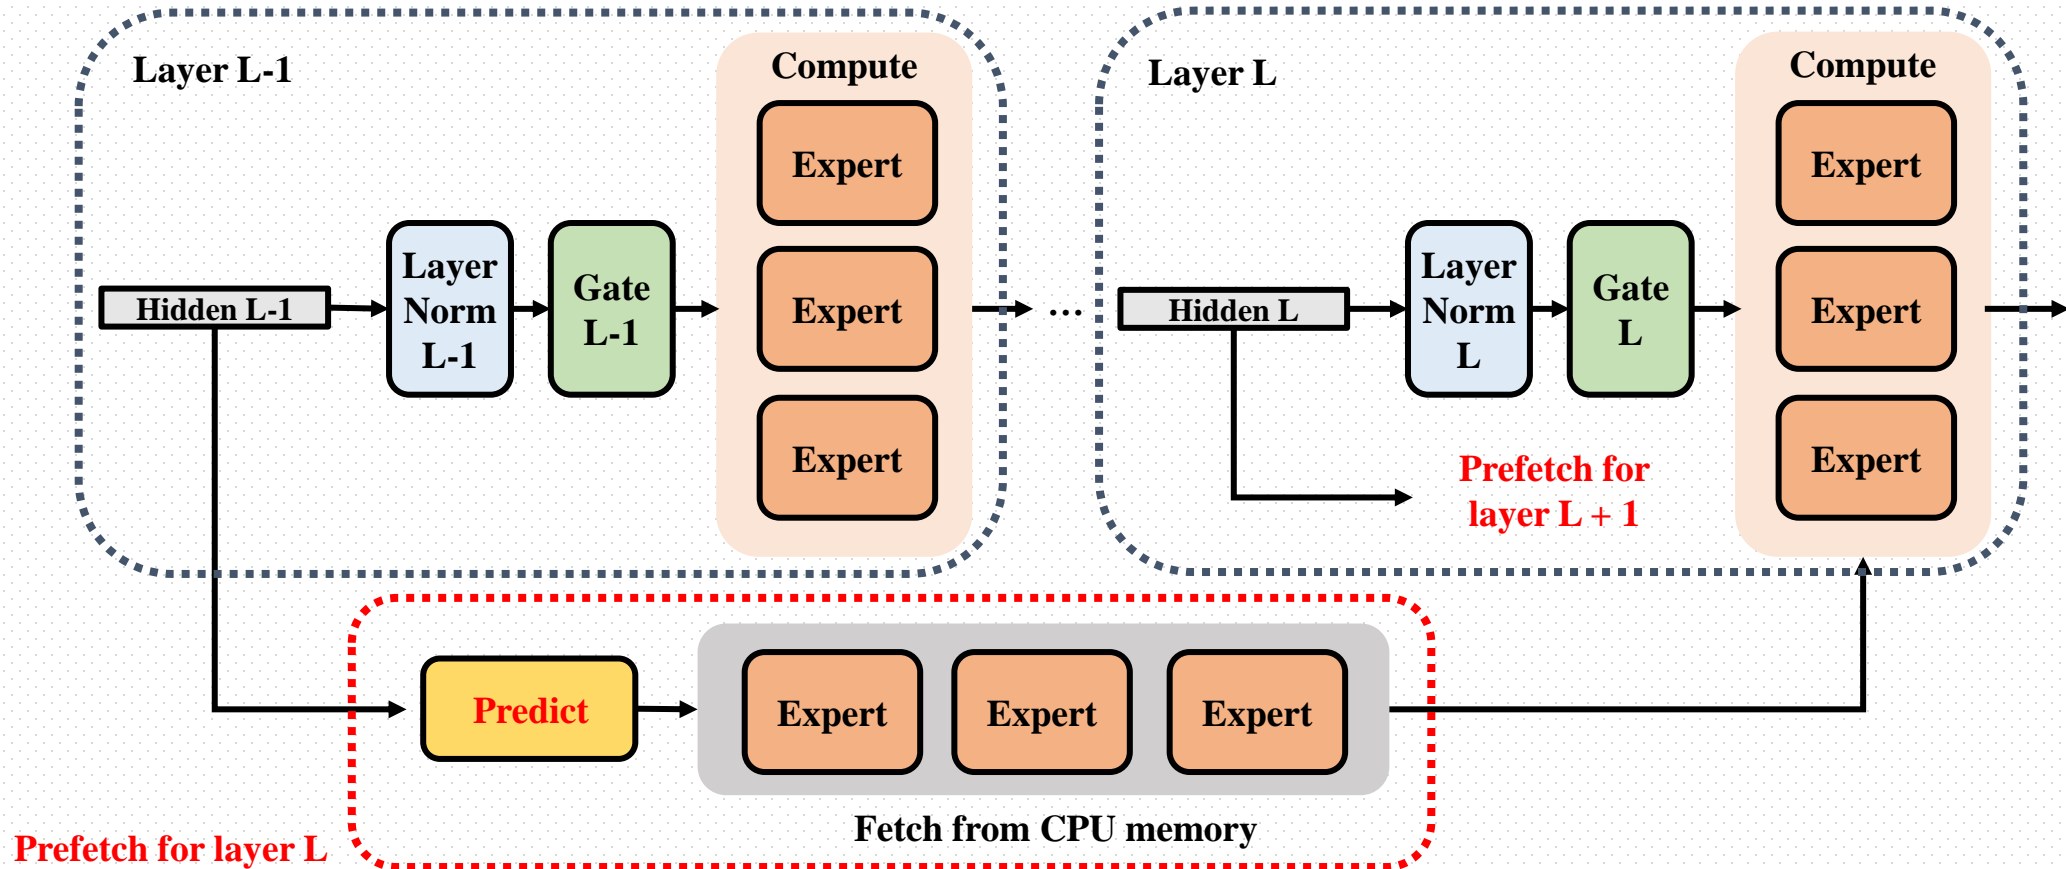 Layer L-1
Hidden L-1
Layer
Norm
L-1
Gate
L-1
Compute
Expert
Expert
Expert
...
Layer L
Hidden L
Layer
Norm
L
Gate
L
Compute
Expert
Expert
Expert
Prefetch for
layer L + 1
Predict
Expert
Expert
Expert
Fetch from CPU memory
Prefetch for layer L